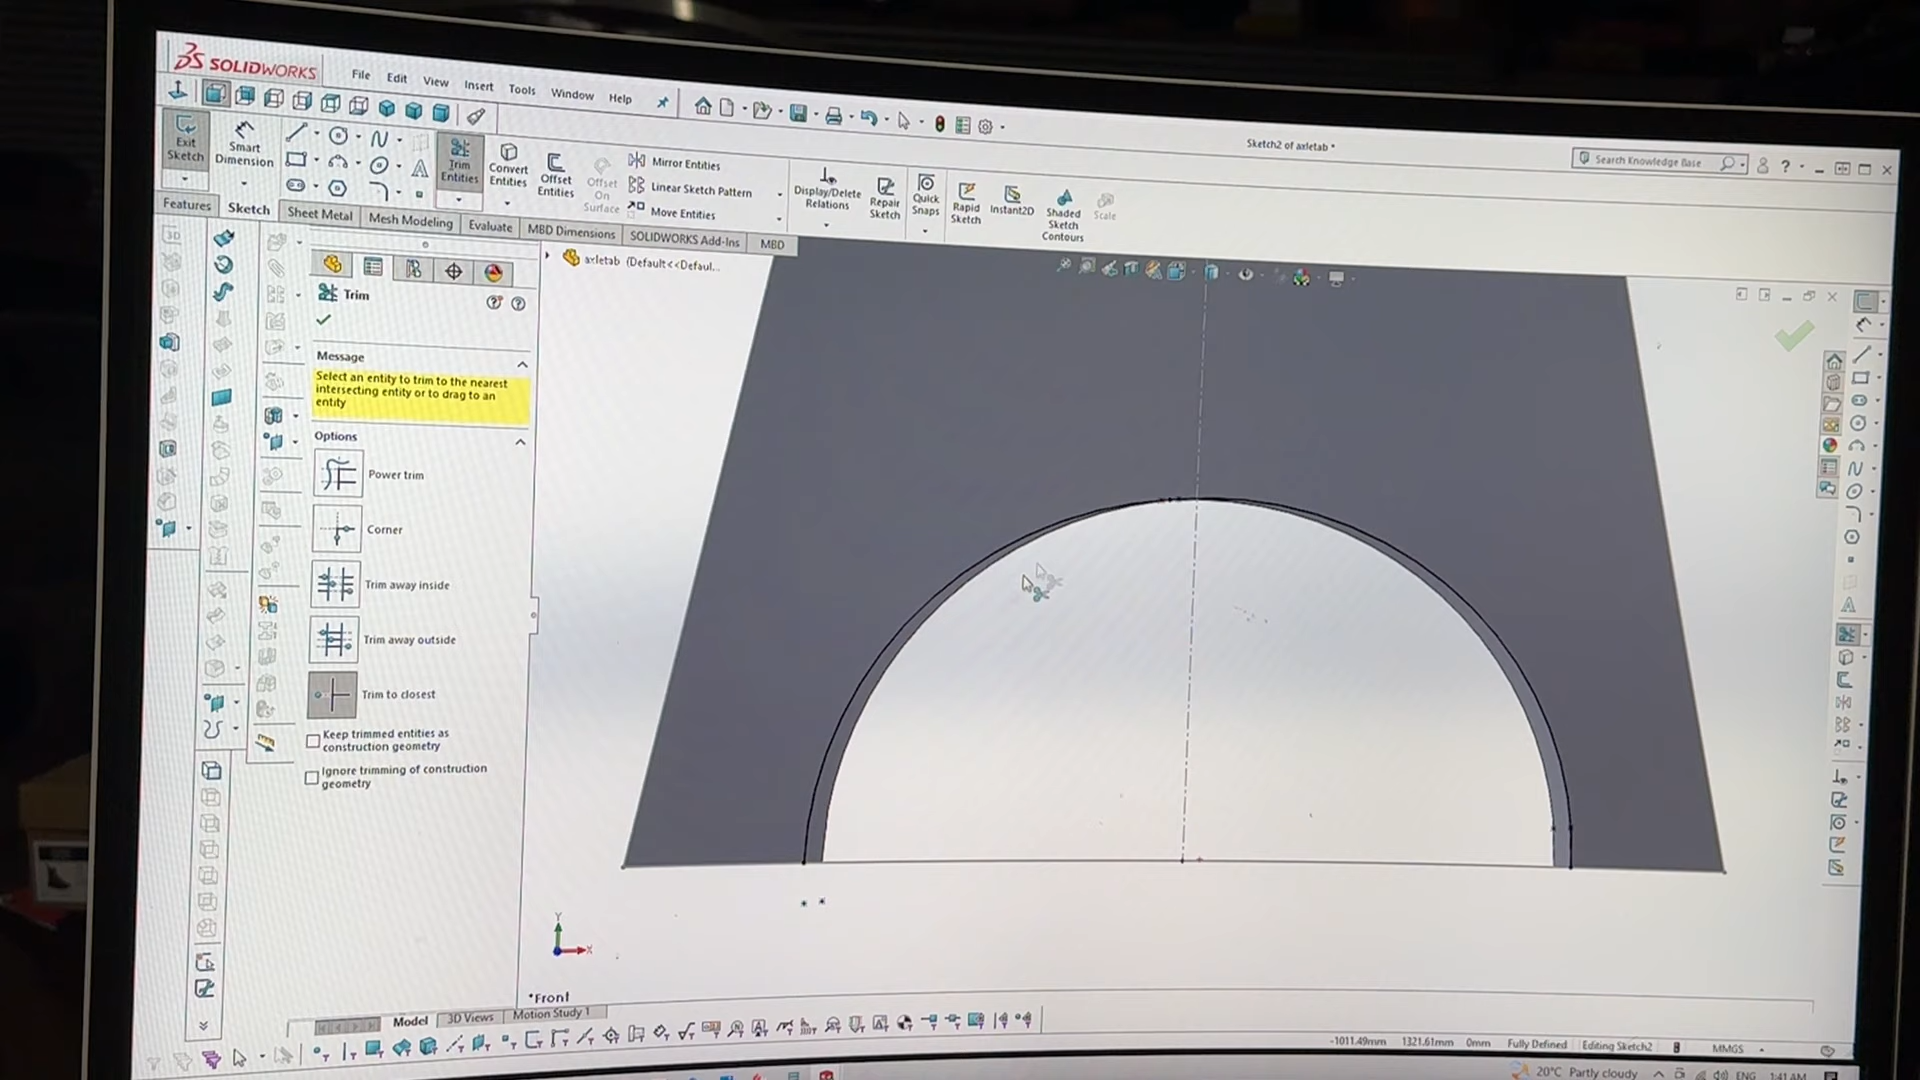 SOLIDWORKS
File Edit View Insert Tools Window Help
Sketch2 of axletab *
Search Knowledge Base
Exit Sketch
Smart Dimension
Trim Entities
Convert Entities
Offset Entities
Offset On Surface
Mirror Entities
Linear Sketch Pattern
Move Entities
Display/Delete Relations
Repair Sketch
Quick Snaps
Rapid Sketch
Instant2D
Shaded Sketch Contours
Scale
Features Sketch Sheet Metal Mesh Modeling Evaluate MBD Dimensions SOLIDWORKS Add-Ins MBD
axletab (Default<<Defaul...
Trim
Message
Select an entity to trim to the nearest
intersecting entity or to drag to an
entity
Options
Power trim
Corner
Trim away inside
Trim away outside
Trim to closest
Keep trimmed entities as
construction geometry
Ignore trimming of construction
geometry
Y
X
*Front
Model 3D Views Motion Study 1
-1011.49mm 1321.61mm 0mm Fully Defined Editing Sketch2 MMGS
20°C Partly cloudy ENG 1:41 AM